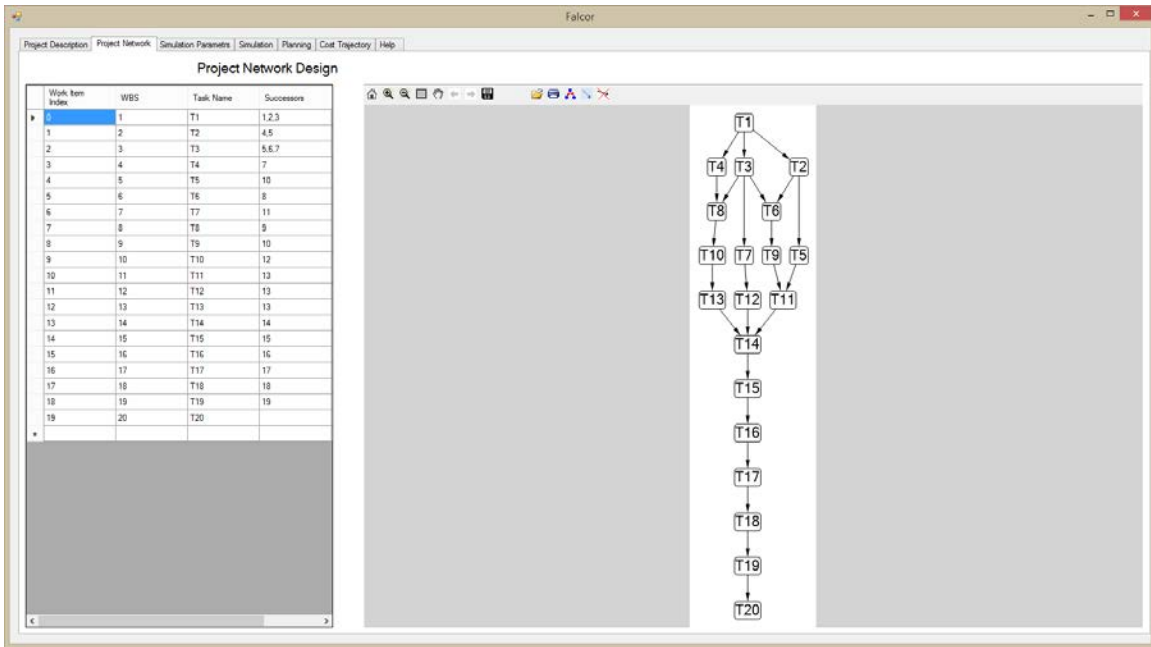 Falcor
Project Description Project Network Simulation Parametrs Simulation Planning Cost Trajectory Help
Project Network Design
Work Item Index WBS Task Name Successors
0 1 T1 1,2,3
1 2 T2 4,5
2 3 T3 5,6,7
3 4 T4 7
4 5 T5 10
5 6 T6 8
6 7 T7 11
7 8 T8 9
8 9 T9 10
9 10 T10 12
10 11 T11 13
11 12 T12 13
12 13 T13 13
13 14 T14 14
14 15 T15 15
15 16 T16 16
16 17 T17 17
17 18 T18 18
18 19 T19 19
19 20 T20
T1
T4 T3 T2
T8 T6
T10 T7 T9 T5
T13 T12 T11
T14
T15
T16
T17
T18
T19
T20